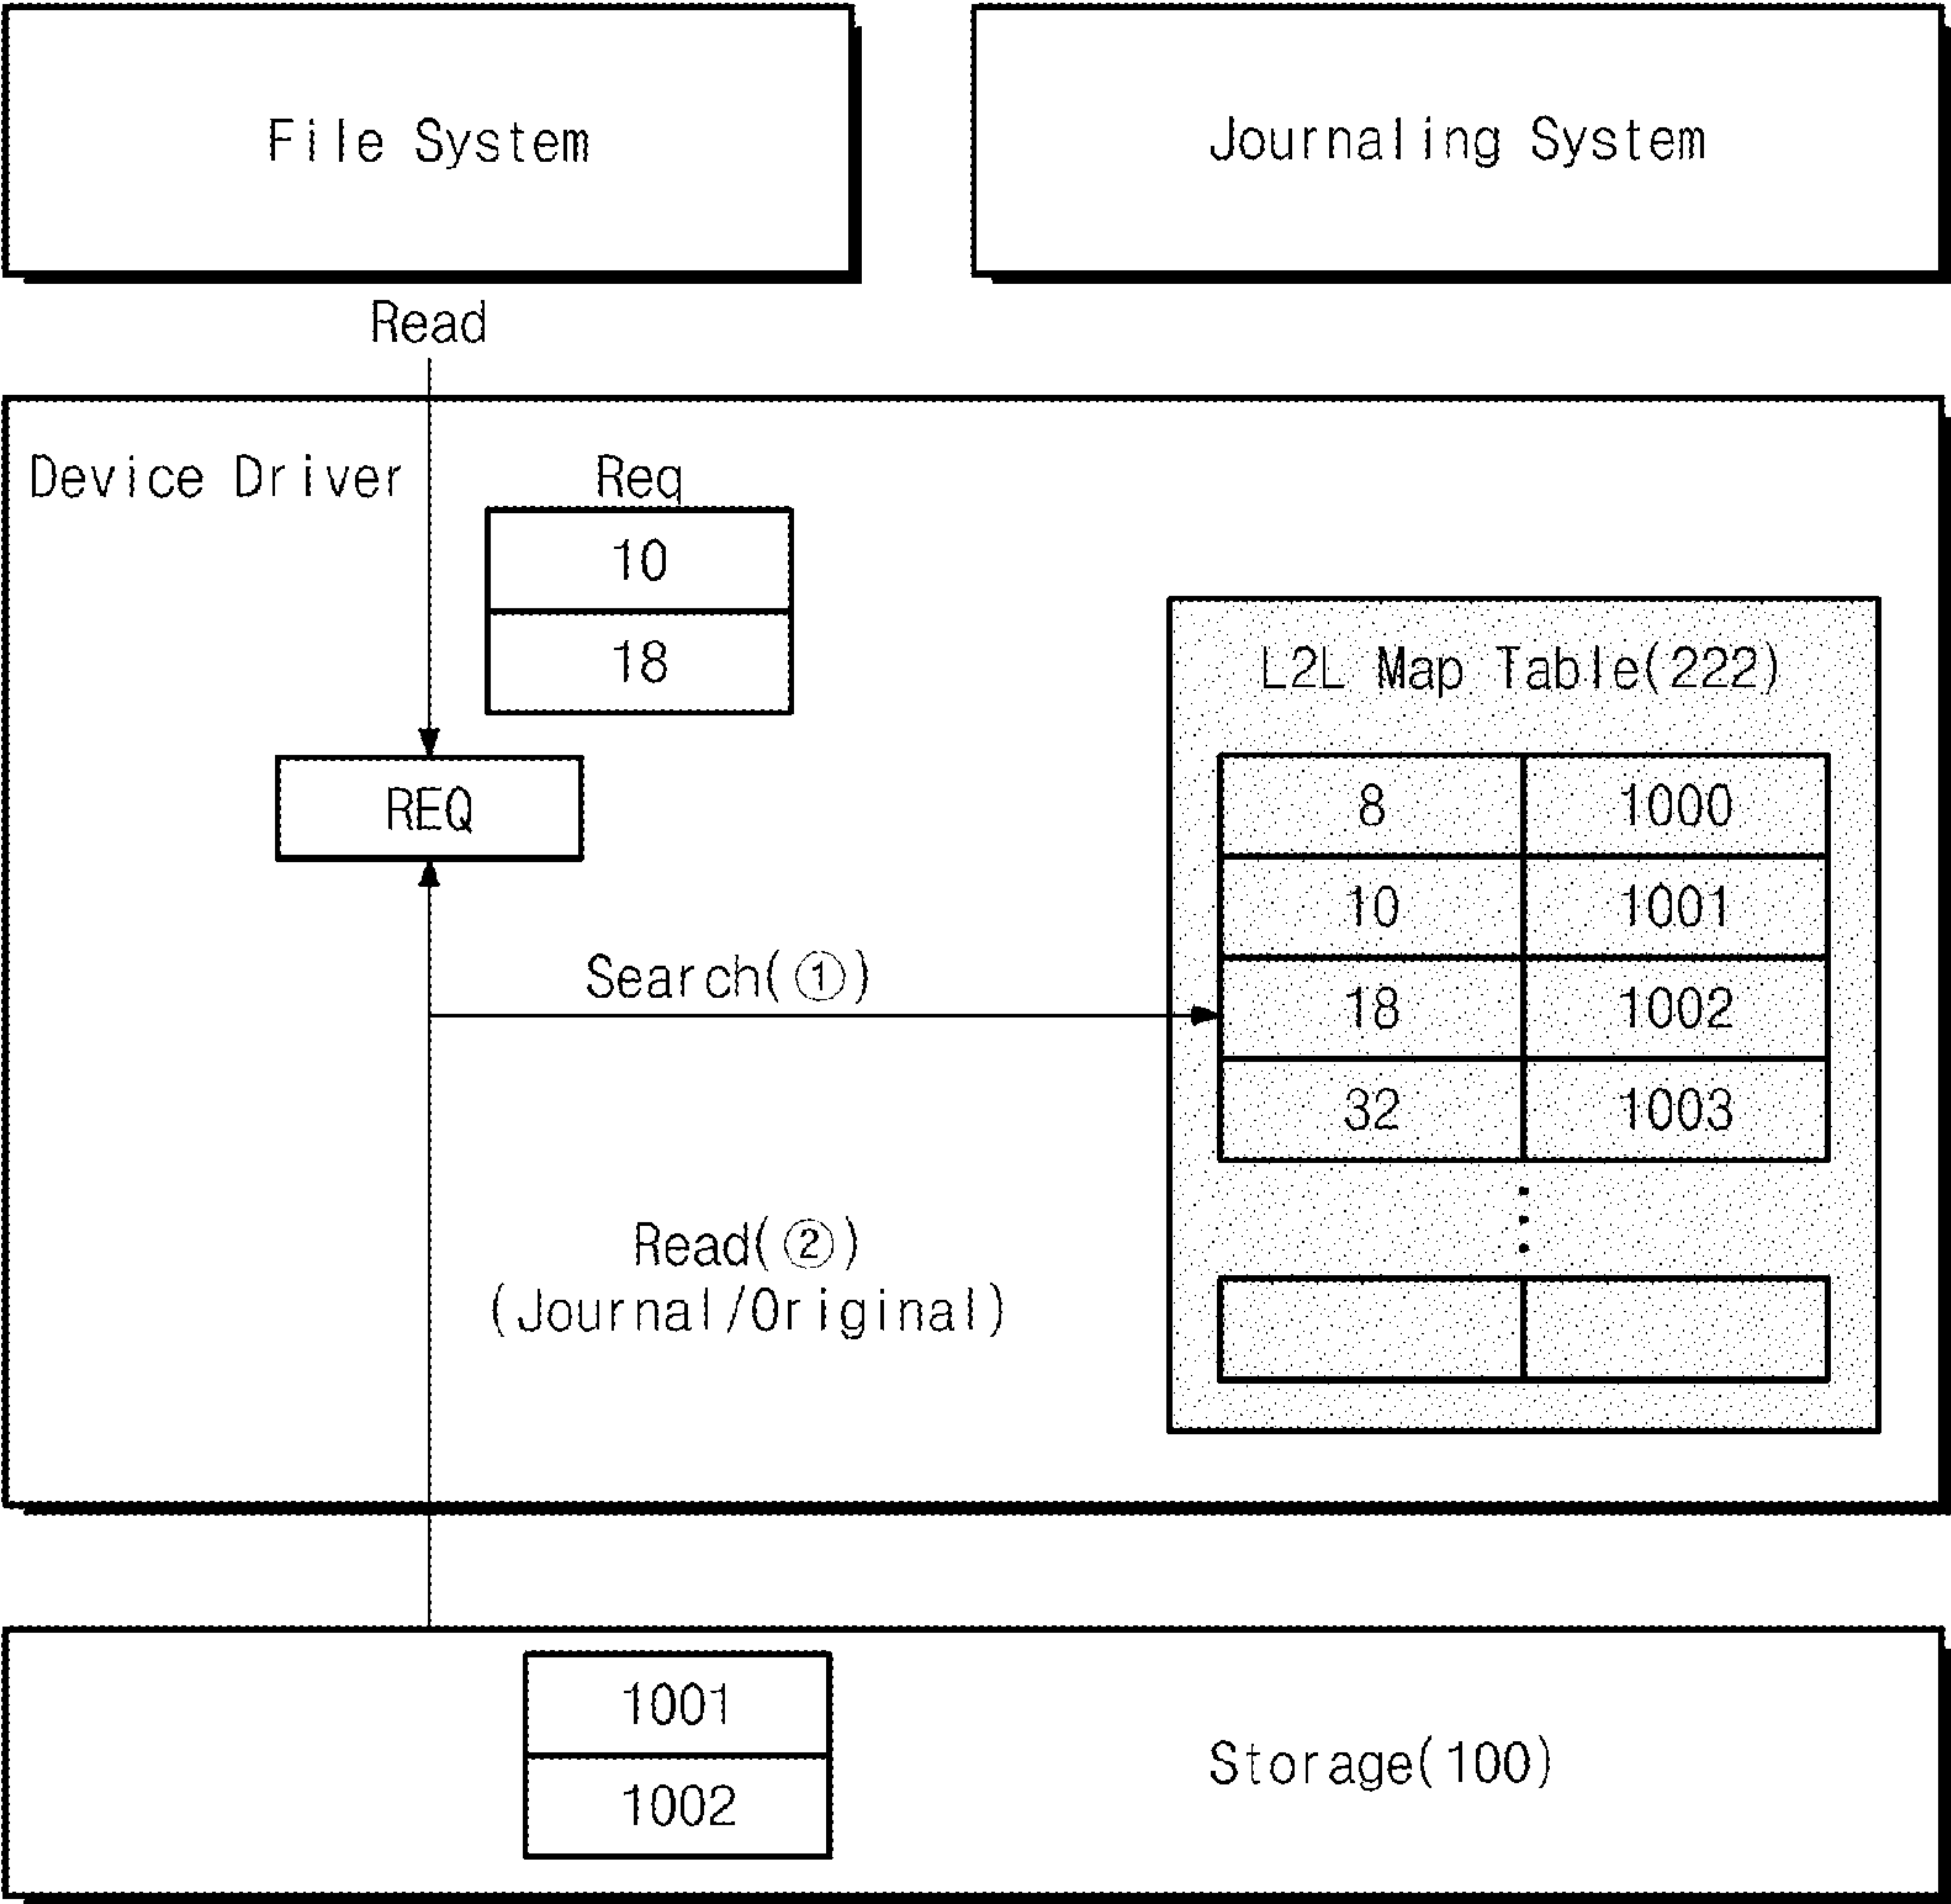 File System
Journaling System
Read
Device Driver
Req
10
18
REQ
L2L Map Table(222)
8 1000
10 1001
18 1002
32 1003
Search(①)
Read(②)
(Journal/Original)
1001
1002
Storage(100)